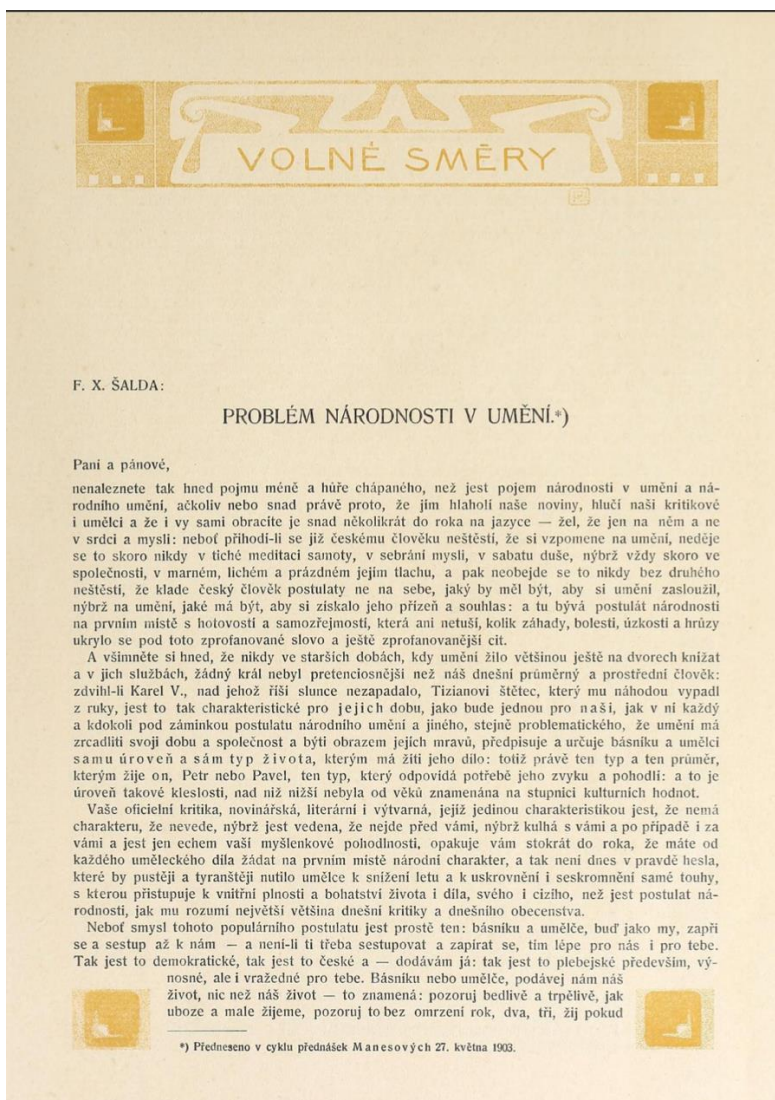 VOLNÉ SMĚRY
F. X. ŠALDA:
PROBLÉM NÁRODNOSTI V UMĚNÍ.*)
Paní a pánové,
nenaleznete tak hned pojmu méně a hůře chápaného, než jest pojem národnosti v umění a ná-
rodního umění, ačkoliv nebo snad právě proto, že jím hlaholí naše noviny, hlučí naši kritikové
i umělci a že i vy sami obracíte je snad několikrát do roka na jazyce — žel, že jen na něm a ne
v srdci a mysli: neboť přihodí-li se již českému člověku neštěstí, že si vzpomene na umění, neděje
se to skoro nikdy v tiché meditaci samoty, v sebrání mysli, v sabatu duše, nýbrž vždy skoro ve
společnosti, v marném, lichém a prázdném jejím tlachu, a pak neobejde se to nikdy bez druhého
neštěstí, že klade český člověk postuláty ne na sebe, jaký by měl být, aby si umění zasloužil,
nýbrž na umění, jaké má být, aby si získalo jeho přízeň a souhlas: a tu bývá postulát národnosti
na prvním místě s hotovostí a samozřejmostí, která ani netuší, kolik záhady, bolesti, úzkosti a hrůzy
ukrylo se pod toto zprofanované slovo a ještě zprofanovanější cit.
A všimněte si hned, že nikdy ve starších dobách, kdy umění žilo většinou ještě na dvorech knížat
a v jich službách, žádný král nebyl pretenciosnější než náš dnešní průměrný a prostřední člověk:
zdvihl-li Karel V., nad jehož říší slunce nezapadalo, Tizianovi štětec, který mu náhodou vypadl
z ruky, jest to tak charakteristické pro jejich dobu, jako bude jednou pro naši, jak v ní každý
a kdokoli pod záminkou postulátu národního umění a jiného, stejně problematického, že umění má
zrcadliti svoji dobu a společnost a býti obrazem jejích mravů, předpisuje a určuje básníku a umělci
samu úroveň a sám typ života, kterým má žíti jeho dílo: totiž právě ten typ a ten průměr,
kterým žije on, Petr nebo Pavel, ten typ, který odpovídá potřebě jeho zvyku a pohodlí: a to je
úroveň takové kleslosti, nad niž nižší nebyla od věků znamenána na stupnici kulturních hodnot.
Vaše oficielní kritika, novinářská, literární i výtvarná, jejíž jedinou charakteristikou jest, že nemá
charakteru, že nevede, nýbrž jest vedena, že nejde před vámi, nýbrž kulhá s vámi a po případě i za
vámi a jest jen echem vaší myšlenkové pohodlnosti, opakuje vám stokrát do roka, že máte od
každého uměleckého díla žádat na prvním místě národní charakter, a tak není dnes v pravdě hesla,
které by pustěji a tyranštěji nutilo umělce k snížení letu a k uskrovnění i seskromnění samé touhy,
s kterou přistupuje k vnitřní plnosti a bohatství života i díla, svého i cizího, než jest postulát ná-
rodnosti, jak mu rozumí největší většina dnešní kritiky a dnešního obecenstva.
Neboť smysl tohoto populárního postulátu jest prostě ten: básníku a umělče, buď jako my, zapři
se a sestup až k nám — a není-li ti třeba sestupovat a zapírat se, tím lépe pro nás i pro tebe.
Tak jest to demokratické, tak jest to české a — dodávám já: tak jest to plebejské především, vý-
nosné, ale i vražedné pro tebe. Básníku nebo umělče, podávej nám náš
život, nic než náš život — to znamená: pozoruj bedlivě a trpělivě, jak
uboze a male žijeme, pozoruj to bez omrzení rok, dva, tři, žij pokud
*) Předneseno v cyklu přednášek Manesových 27. května 1903.